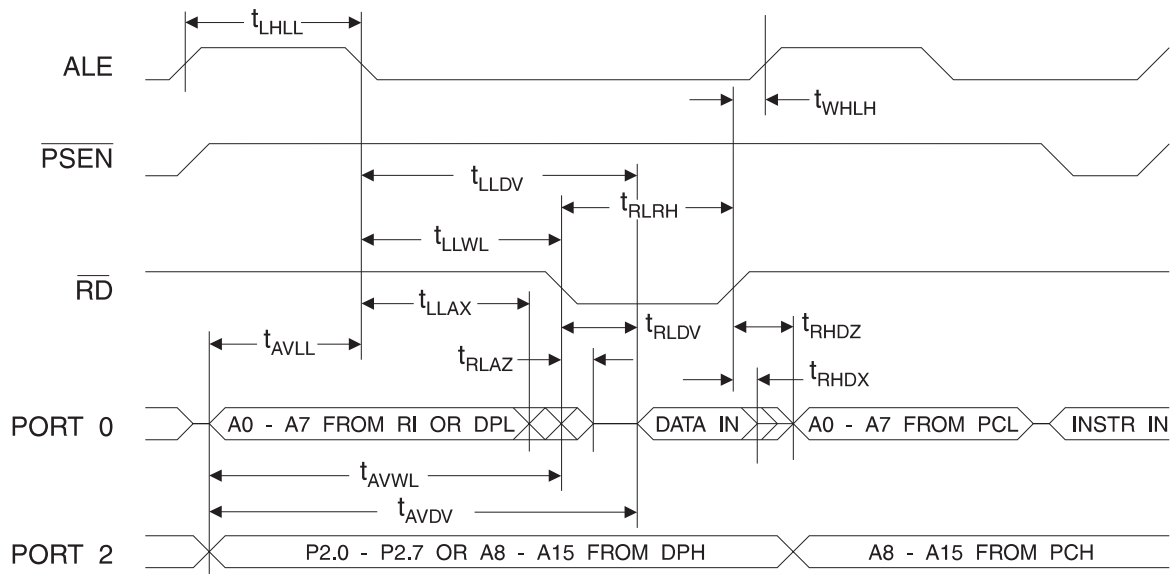 tLHLL
ALE
tWHLH
PSEN
tLLDV
tRLRH
tLLWL
RD
tLLAX
tRLDV
tRHDZ
tAVLL
tRLAZ
tRHDX
PORT 0
A0 - A7 FROM RI OR DPL
DATA IN
A0 - A7 FROM PCL
INSTR IN
tAVWL
tAVDV
PORT 2
P2.0 - P2.7 OR A8 - A15 FROM DPH
A8 - A15 FROM PCH